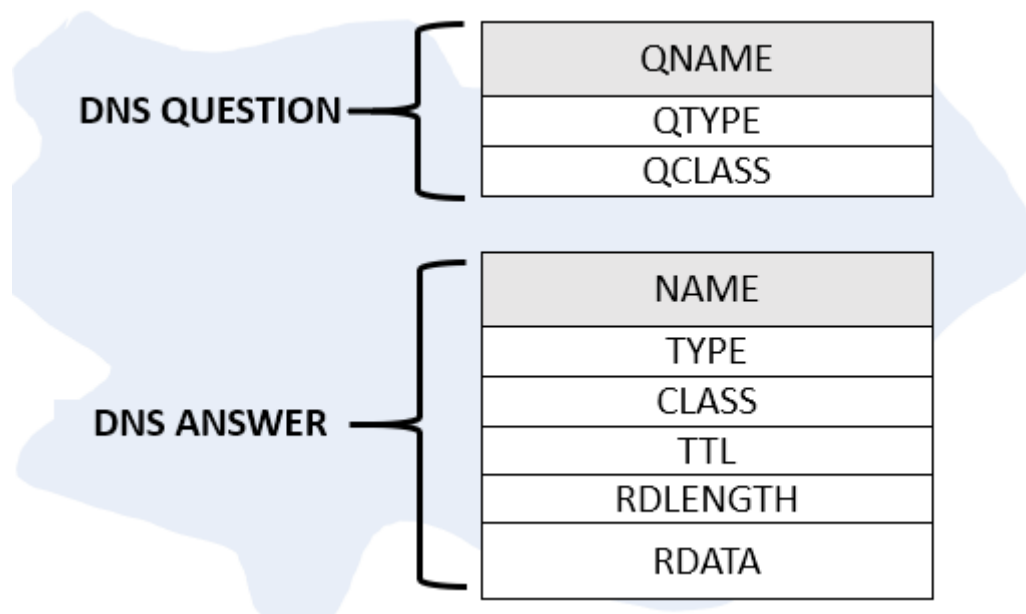 DNS QUESTION
QNAME
QTYPE
QCLASS
DNS ANSWER
NAME
TYPE
CLASS
TTL
RDLENGTH
RDATA